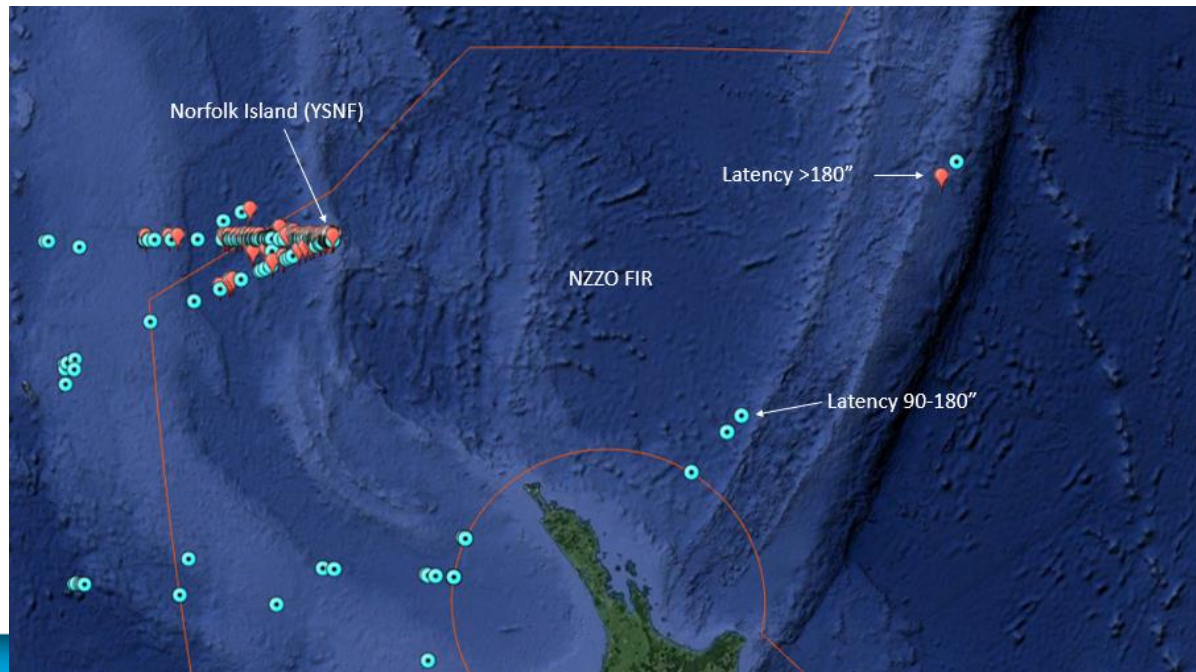 Norfolk Island (YSNF)
Latency >180”
NZZO FIR
Latency 90-180”